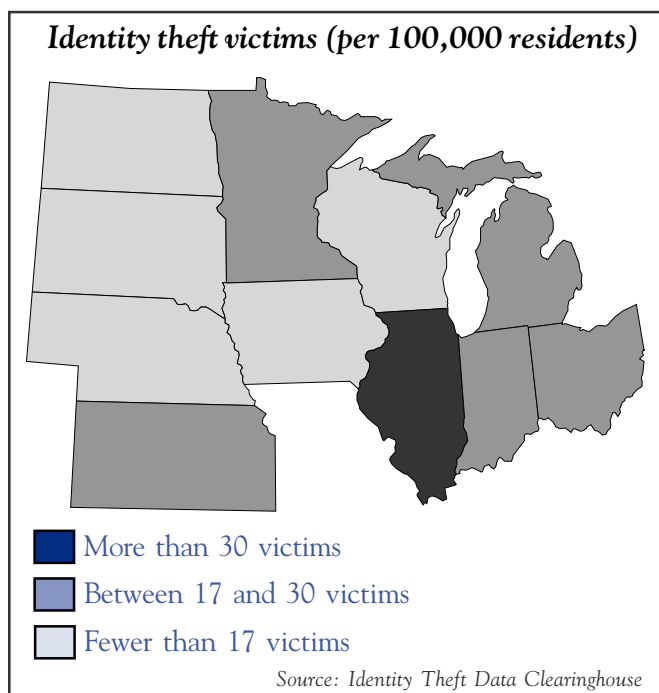 Identity theft victims (per 100,000 residents)
More than 30 victims
Between 17 and 30 victims
Fewer than 17 victims
Source: Identity Theft Data Clearinghouse